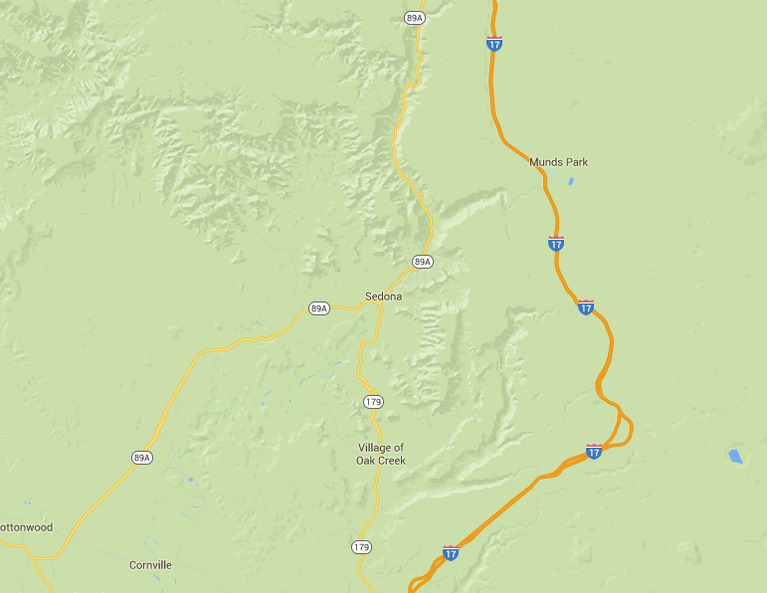 89A
17
Munds Park
17
89A
Sedona
89A
17
179
Village of
Oak Creek
17
89A
ottonwood
179
17
Cornville